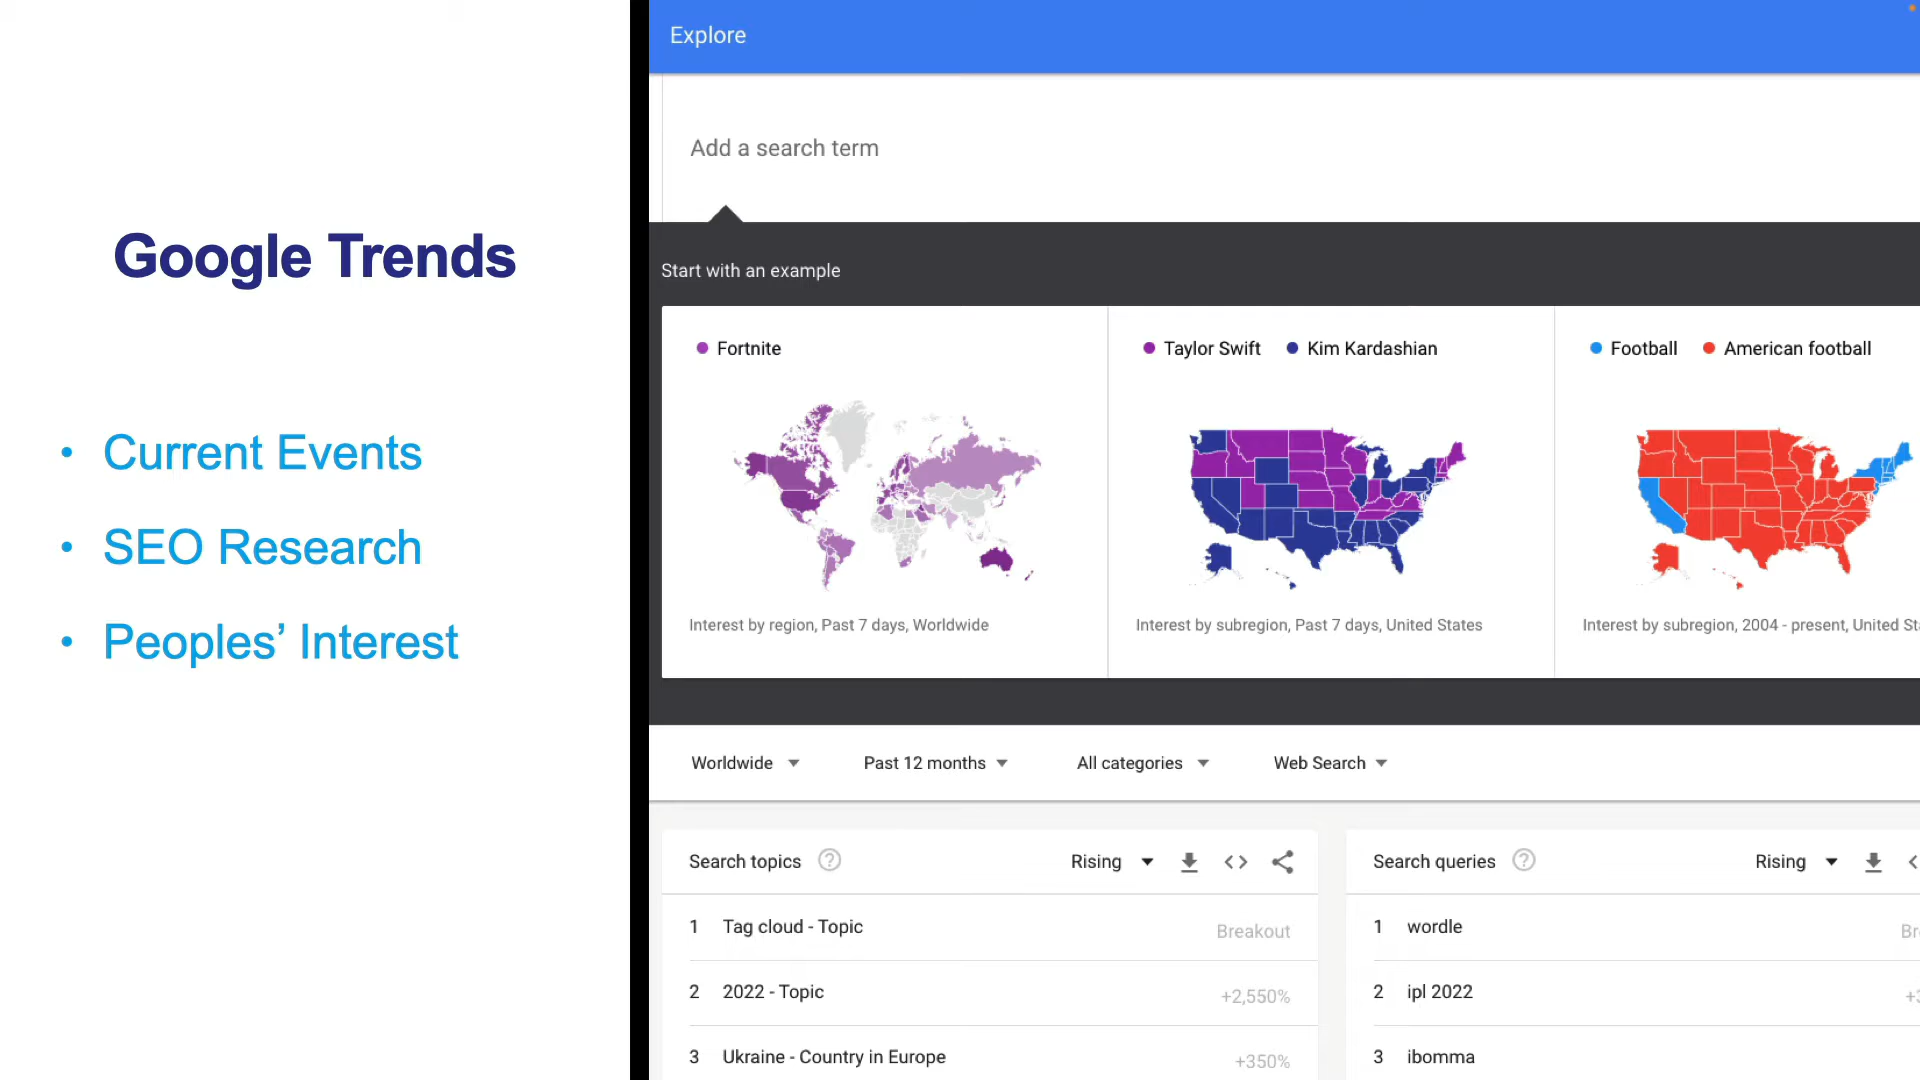 Google Trends
• Current Events
• SEO Research
• Peoples’ Interest
Explore
Add a search term
Start with an example
Fortnite
Interest by region, Past 7 days, Worldwide
Taylor Swift Kim Kardashian
Interest by subregion, Past 7 days, United States
Football American football
Interest by subregion, 2004 - present, United
Worldwide Past 12 months All categories Web Search
Search topics Rising
1 Tag cloud - Topic Breakout
2 2022 - Topic +2,550%
3 Ukraine - Country in Europe +350%
Search queries Rising
1 wordle
2 ipl 2022
3 ibomma